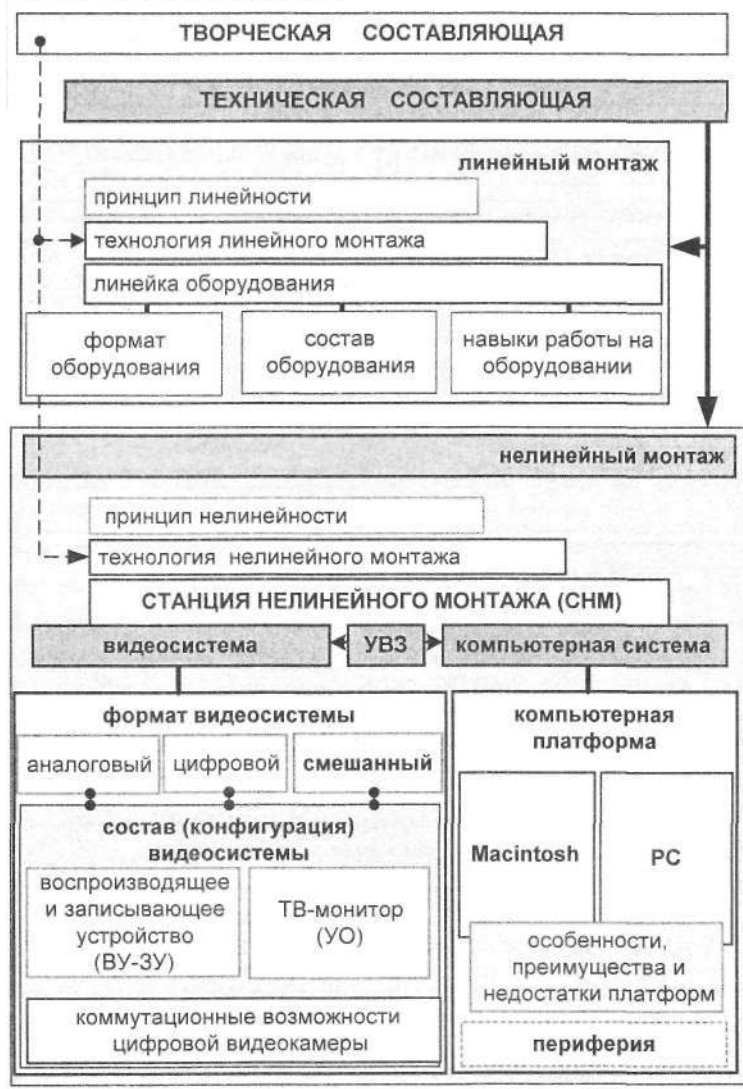 ТВОРЧЕСКАЯ СОСТАВЛЯЮЩАЯ
ТЕХНИЧЕСКАЯ СОСТАВЛЯЮЩАЯ
линейный монтаж
принцип линейности
технология линейного монтажа
линейка оборудования
формат
оборудования
состав
оборудования
навыки работы на
оборудовании
нелинейный монтаж
принцип нелинейности
технология нелинейного монтажа
СТАНЦИЯ НЕЛИНЕЙНОГО МОНТАЖА (СНМ)
видеосистема
УВЗ
компьютерная система
формат видеосистемы
аналоговый
цифровой
смешанный
состав (конфигурация)
видеосистемы
воспроизводящее
и записывающее
устройство
(ВУ-ЗУ)
ТВ-монитор
(УО)
коммутационные возможности
цифровой видеокамеры
компьютерная
платформа
Macintosh
PC
особенности,
преимущества и
недостатки платформ
периферия